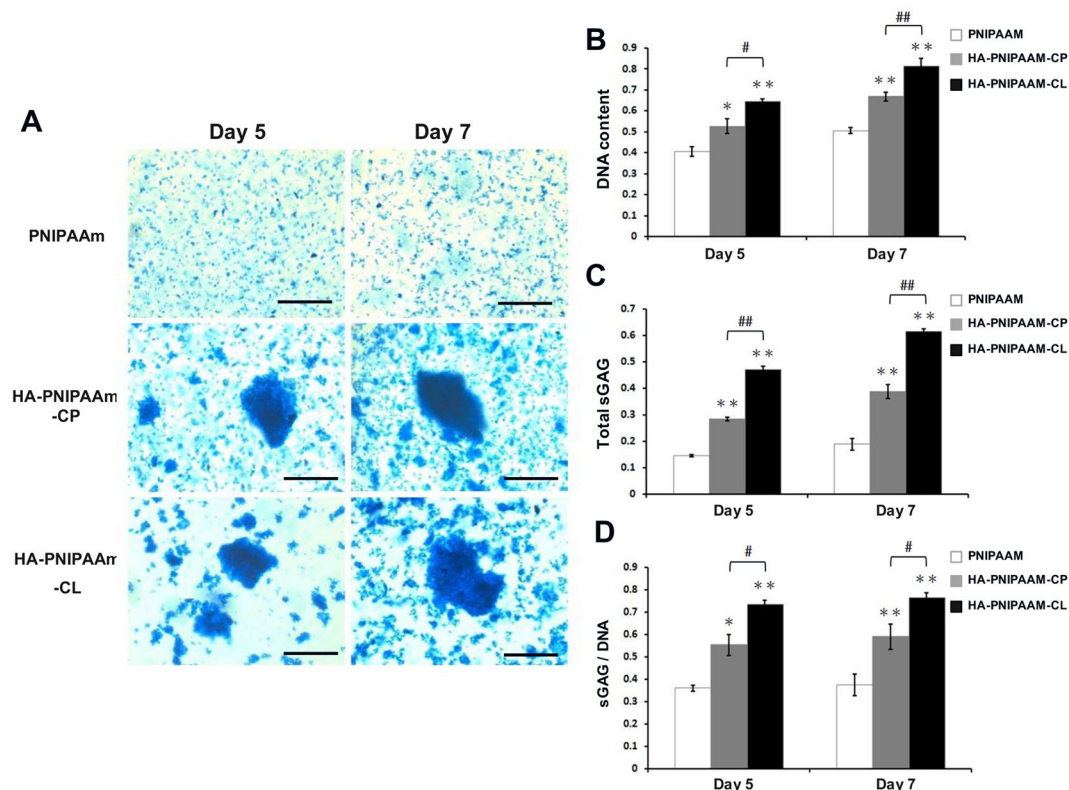 A
Day 5
Day 7
PNIPAAm
HA-PNIPAAm
-CP
HA-PNIPAAm
-CL
B
DNA content
0.9
0.8
0.7
0.6
0.5
0.4
0.3
0.2
0.1
0
*
**
#
**
**
##
Day 5
Day 7
PNIPAAM
HA-PNIPAAM-CP
HA-PNIPAAM-CL
C
Total sGAG
0.7
0.6
0.5
0.4
0.3
0.2
0.1
0
**
**
##
**
**
##
Day 5
Day 7
PNIPAAM
HA-PNIPAAM-CP
HA-PNIPAAM-CL
D
sGAG / DNA
0.9
0.8
0.7
0.6
0.5
0.4
0.3
0.2
0.1
0
*
**
#
**
**
#
Day 5
Day 7
PNIPAAM
HA-PNIPAAM-CP
HA-PNIPAAM-CL